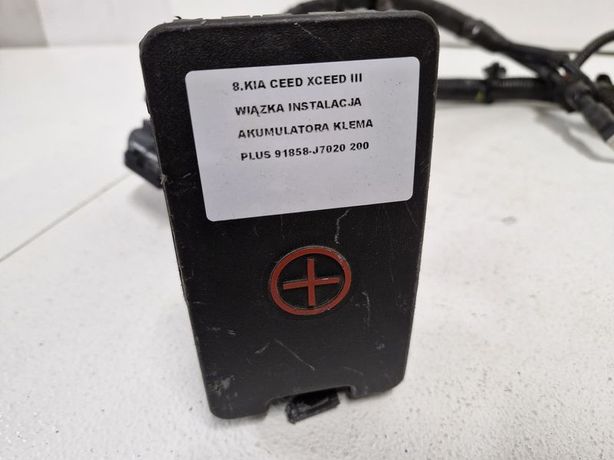 8.KIA CEED XCEED III
WIĄZKA INSTALACJA
AKUMULATORA KLEMA
PLUS 91858-J7020 200